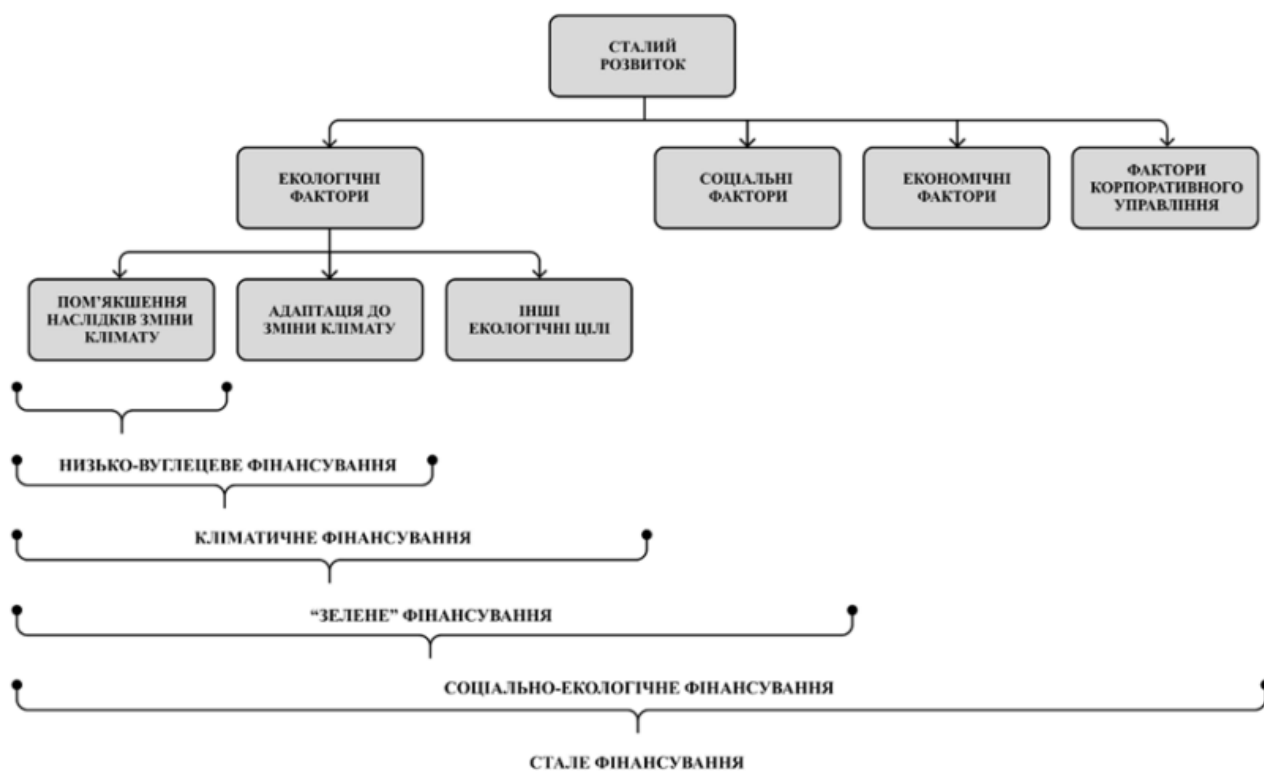 СТАЛИЙ
РОЗВИТОК
ЕКОЛОГІЧНІ
ФАКТОРИ
СОЦІАЛЬНІ
ФАКТОРИ
ЕКОНОМІЧНІ
ФАКТОРИ
ФАКТОРИ
КОРПОРАТИВНОГО
УПРАВЛІННЯ
ПОМ’ЯКШЕННЯ
НАСЛІДКІВ ЗМІНИ
КЛІМАТУ
АДАПТАЦІЯ ДО
ЗМІНИ КЛІМАТУ
ІНШІ
ЕКОЛОГІЧНІ ЦІЛІ
НИЗЬКО-ВУГЛЕЦЕВЕ ФІНАНСУВАННЯ
КЛІМАТИЧНЕ ФІНАНСУВАННЯ
“ЗЕЛЕНЕ” ФІНАНСУВАННЯ
СОЦІАЛЬНО-ЕКОЛОГІЧНЕ ФІНАНСУВАННЯ
СТАЛЕ ФІНАНСУВАННЯ